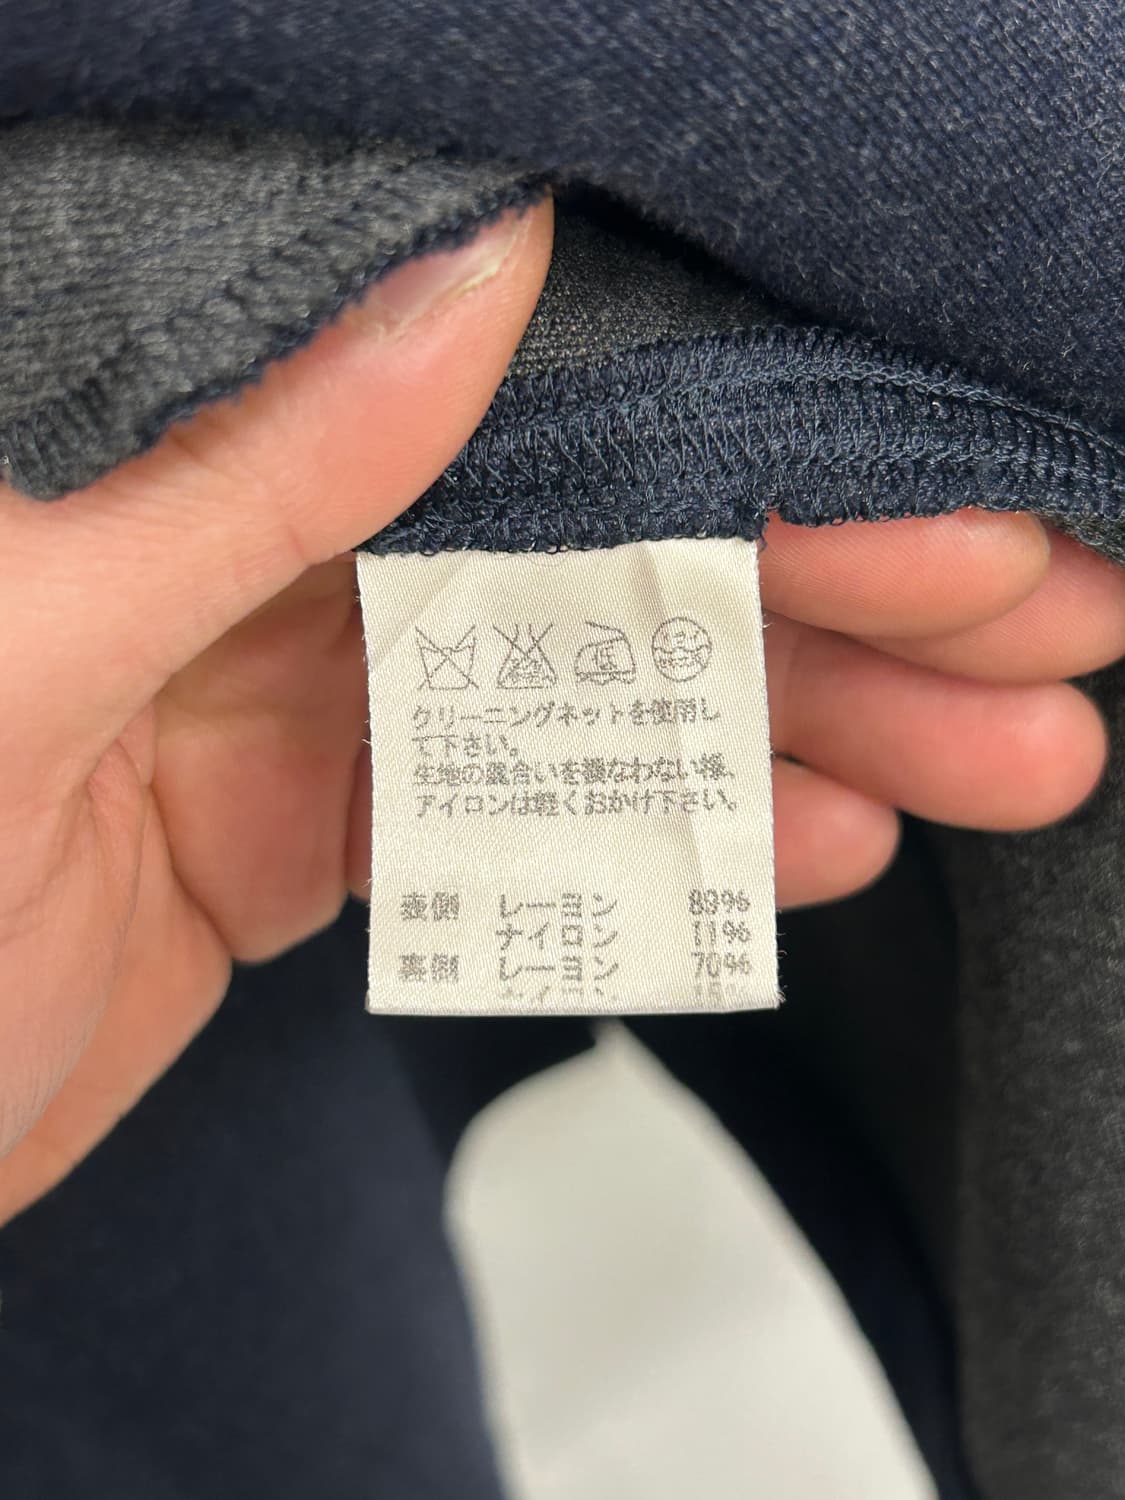 クリーニングネットを使用し
て下さい。
生地の風合いを損なわない様、
アイロンは軽くおかけ下さい。
表側 レーヨン 89%
ナイロン 11%
裏側 レーヨン 70%